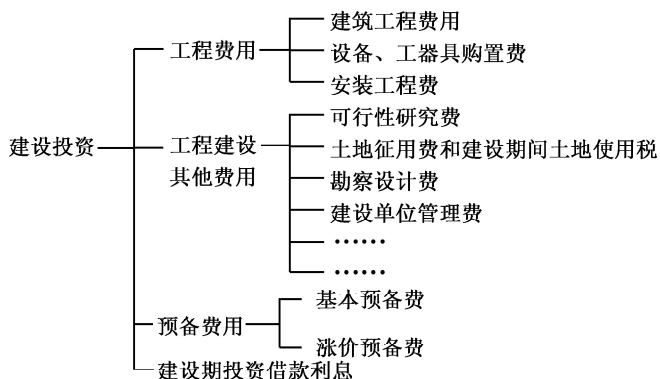 建筑工程费用
工程费用
设备、工器具购置费
安装工程费
可行性研究费
建设投资
工程建设
其他费用
土地征用费和建设期间土地使用税
勘察设计费
建设单位管理费
……
……
基本预备费
预备费用
涨价预备费
建设期投资借款利息